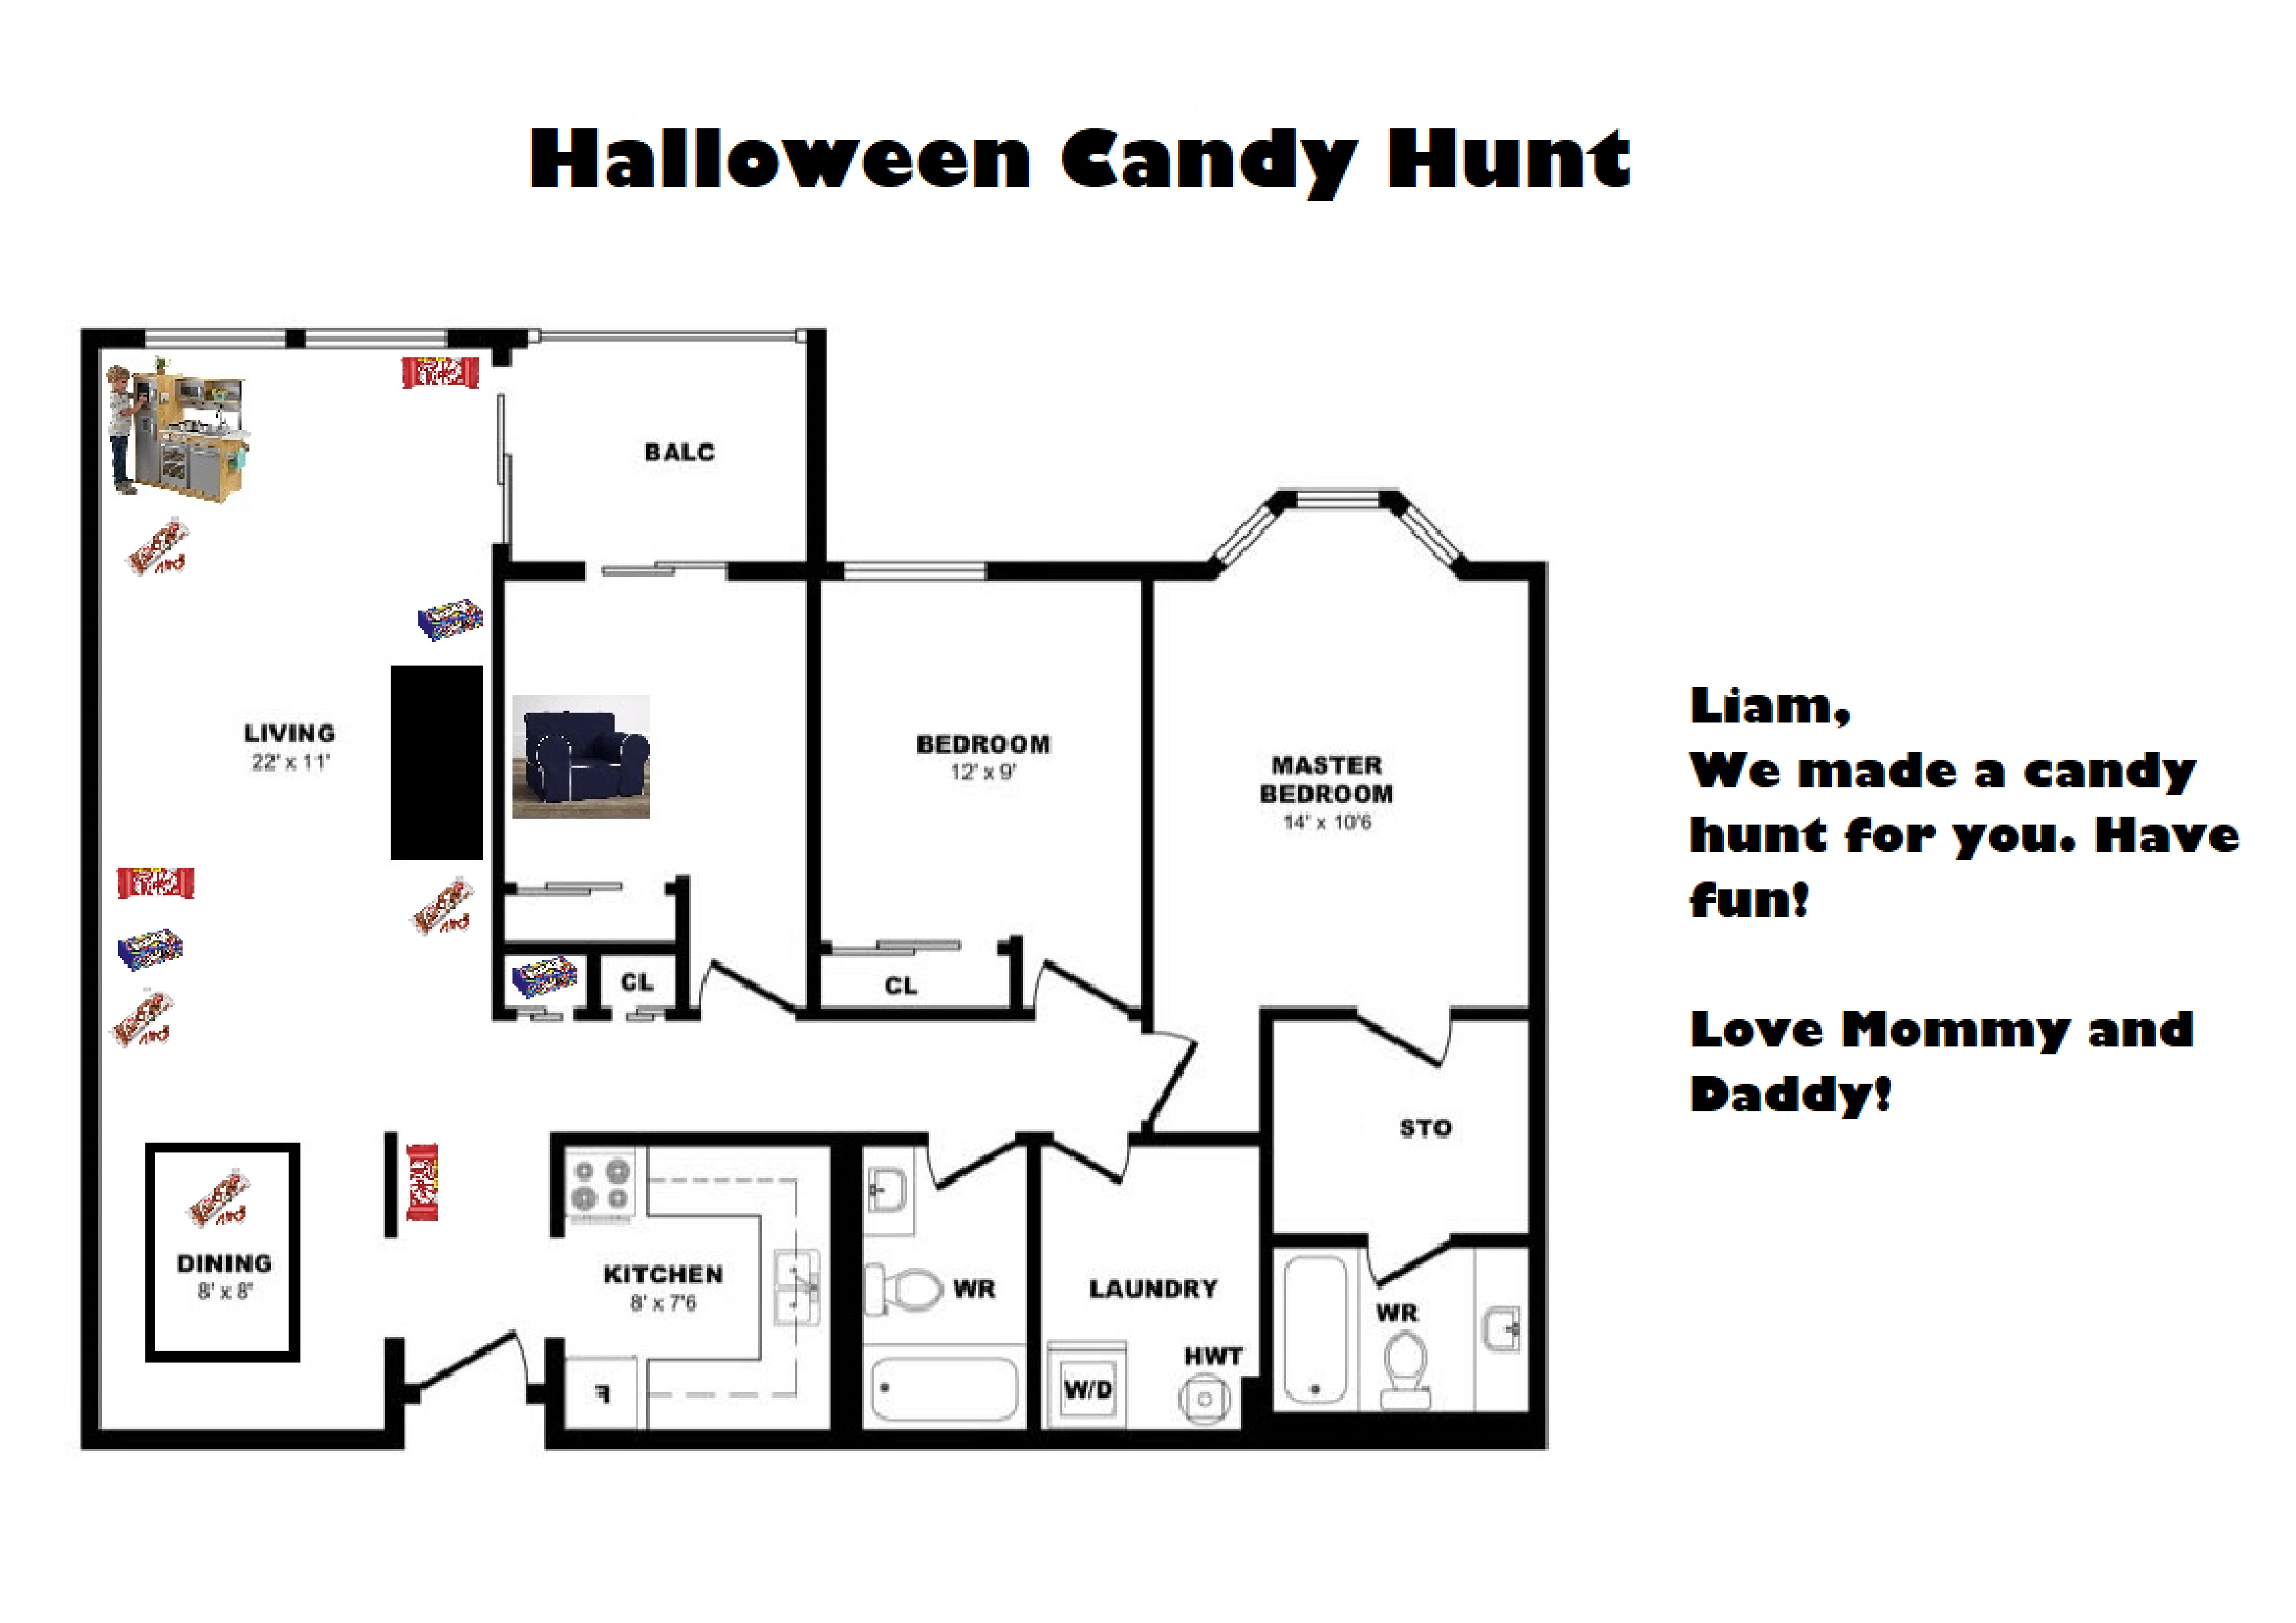 Halloween Candy Hunt
BALC
LIVING
22' x 11'
BEDROOM
12' x 9'
MASTER
BEDROOM
14' x 10'6
Liam,
We made a candy
hunt for you. Have
fun!
Love Mommy and
Daddy!
CL
CL
STO
DINING
8' x 8"
KITCHEN
8' x 7'6
WR
LAUNDRY
WR
HWT
W/D
F